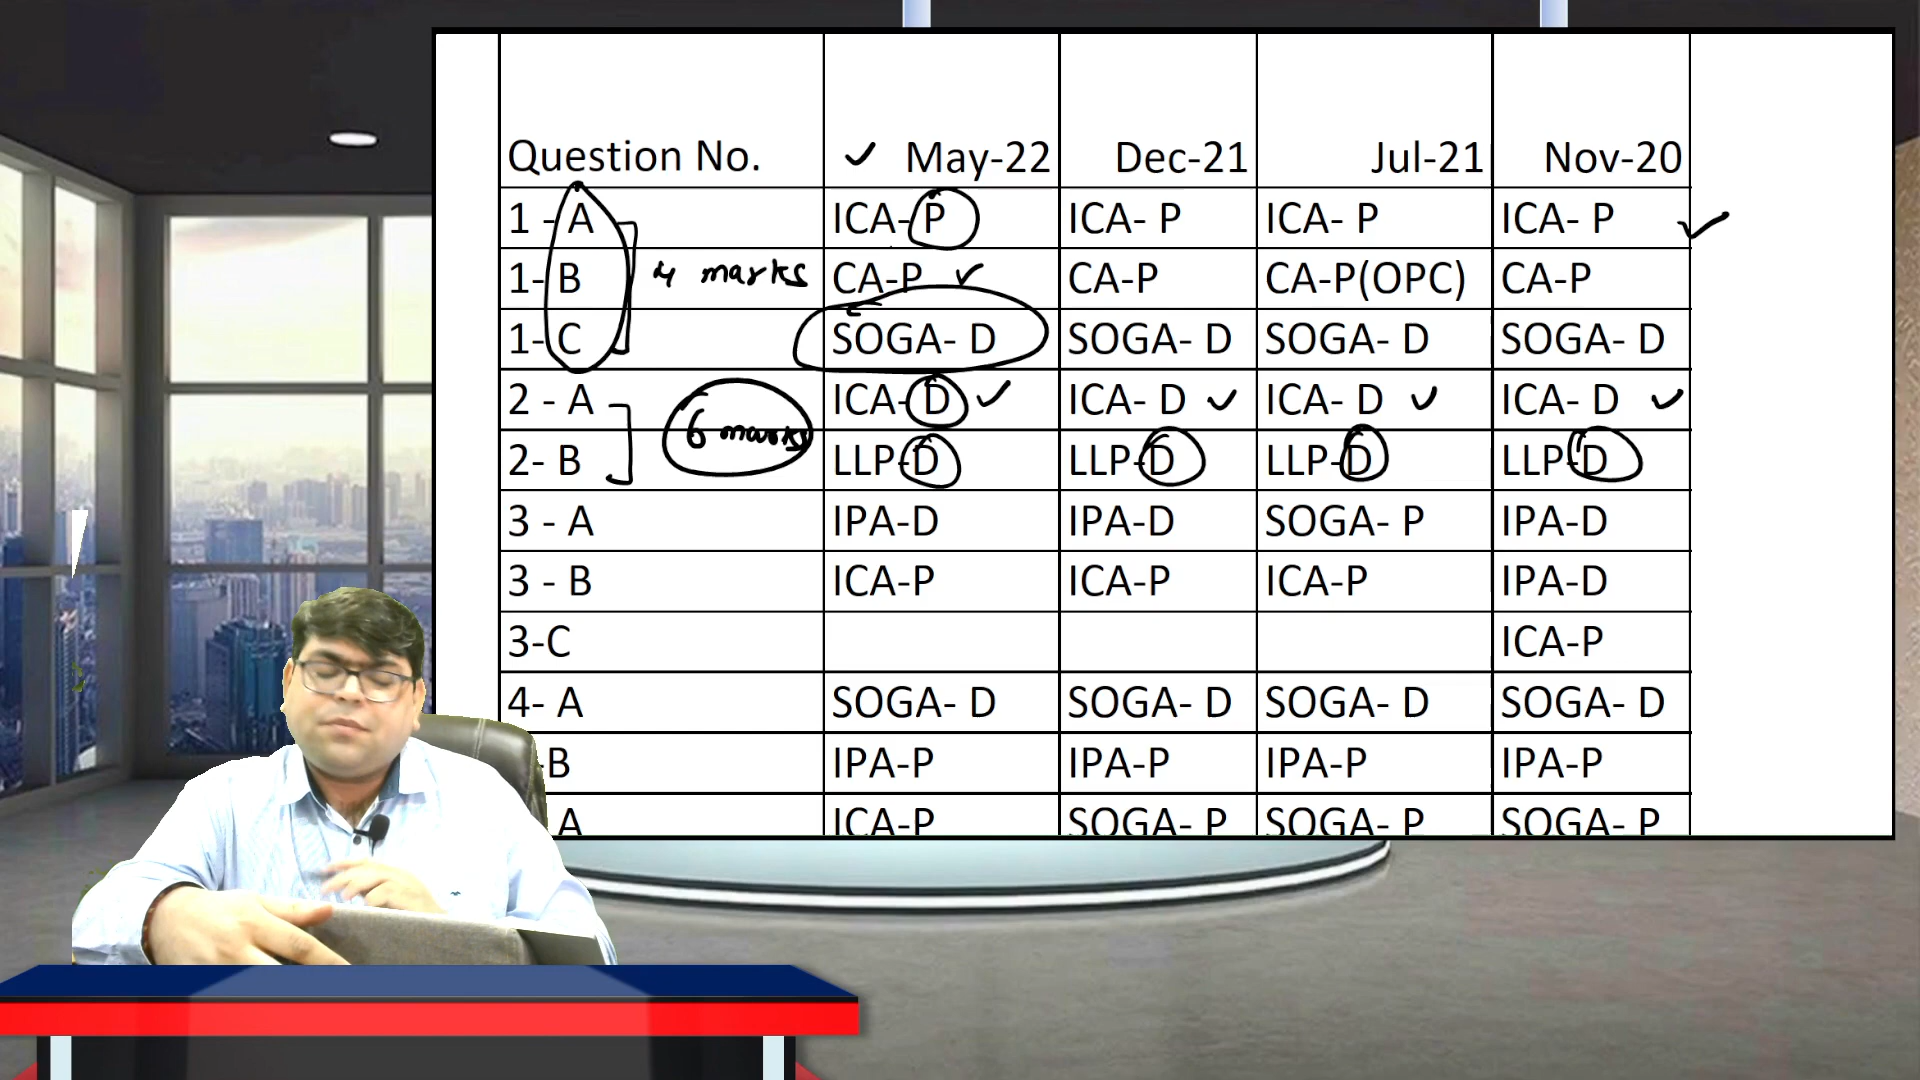 Question No. ✓ May-22 Dec-21 Jul-21 Nov-20
1 - A ICA- P ICA- P ICA- P ICA- P ✓
1- B 4 marks CA-P ✓ CA-P CA-P(OPC) CA-P
1- C SOGA- D SOGA- D SOGA- D SOGA- D
2 - A 6 marks ICA- D ✓ ICA- D ✓ ICA- D ✓ ICA- D ✓
2- B LLP-D LLP-D LLP-D LLP-D
3 - A IPA-D IPA-D SOGA- P IPA-D
3 - B ICA-P ICA-P ICA-P IPA-D
3-C ICA-P
4- A SOGA- D SOGA- D SOGA- D SOGA- D
-B IPA-P IPA-P IPA-P IPA-P
A ICA-P SOGA- P SOGA- P SOGA- P